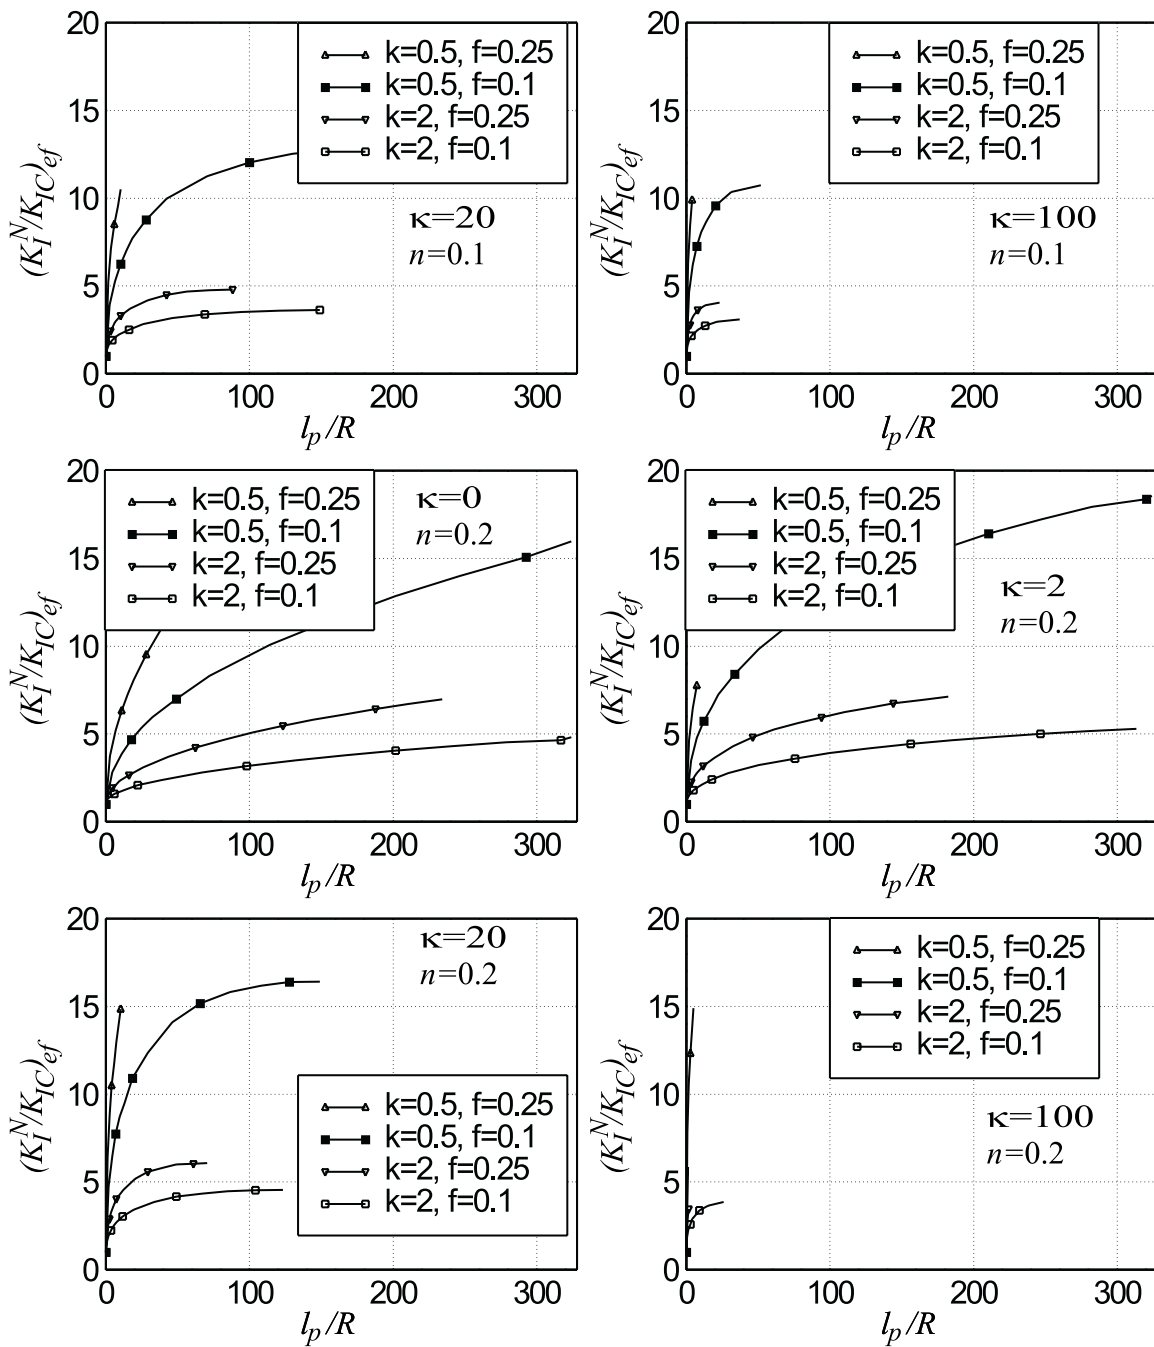 20
15
10
5
0
(K_I^N/K_IC)_ef
k=0.5, f=0.25
k=0.5, f=0.1
k=2, f=0.25
k=2, f=0.1
κ=20
n=0.1
0 100 200 300
l_p/R
20
15
10
5
0
(K_I^N/K_IC)_ef
k=0.5, f=0.25
k=0.5, f=0.1
k=2, f=0.25
k=2, f=0.1
κ=100
n=0.1
0 100 200 300
l_p/R
20
15
10
5
0
(K_I^N/K_IC)_ef
k=0.5, f=0.25
k=0.5, f=0.1
k=2, f=0.25
k=2, f=0.1
κ=0
n=0.2
0 100 200 300
l_p/R
20
15
10
5
0
(K_I^N/K_IC)_ef
k=0.5, f=0.25
k=0.5, f=0.1
k=2, f=0.25
k=2, f=0.1
κ=2
n=0.2
0 100 200 300
l_p/R
20
15
10
5
0
(K_I^N/K_IC)_ef
κ=20
n=0.2
k=0.5, f=0.25
k=0.5, f=0.1
k=2, f=0.25
k=2, f=0.1
0 100 200 300
l_p/R
20
15
10
5
0
(K_I^N/K_IC)_ef
k=0.5, f=0.25
k=0.5, f=0.1
k=2, f=0.25
k=2, f=0.1
κ=100
n=0.2
0 100 200 300
l_p/R